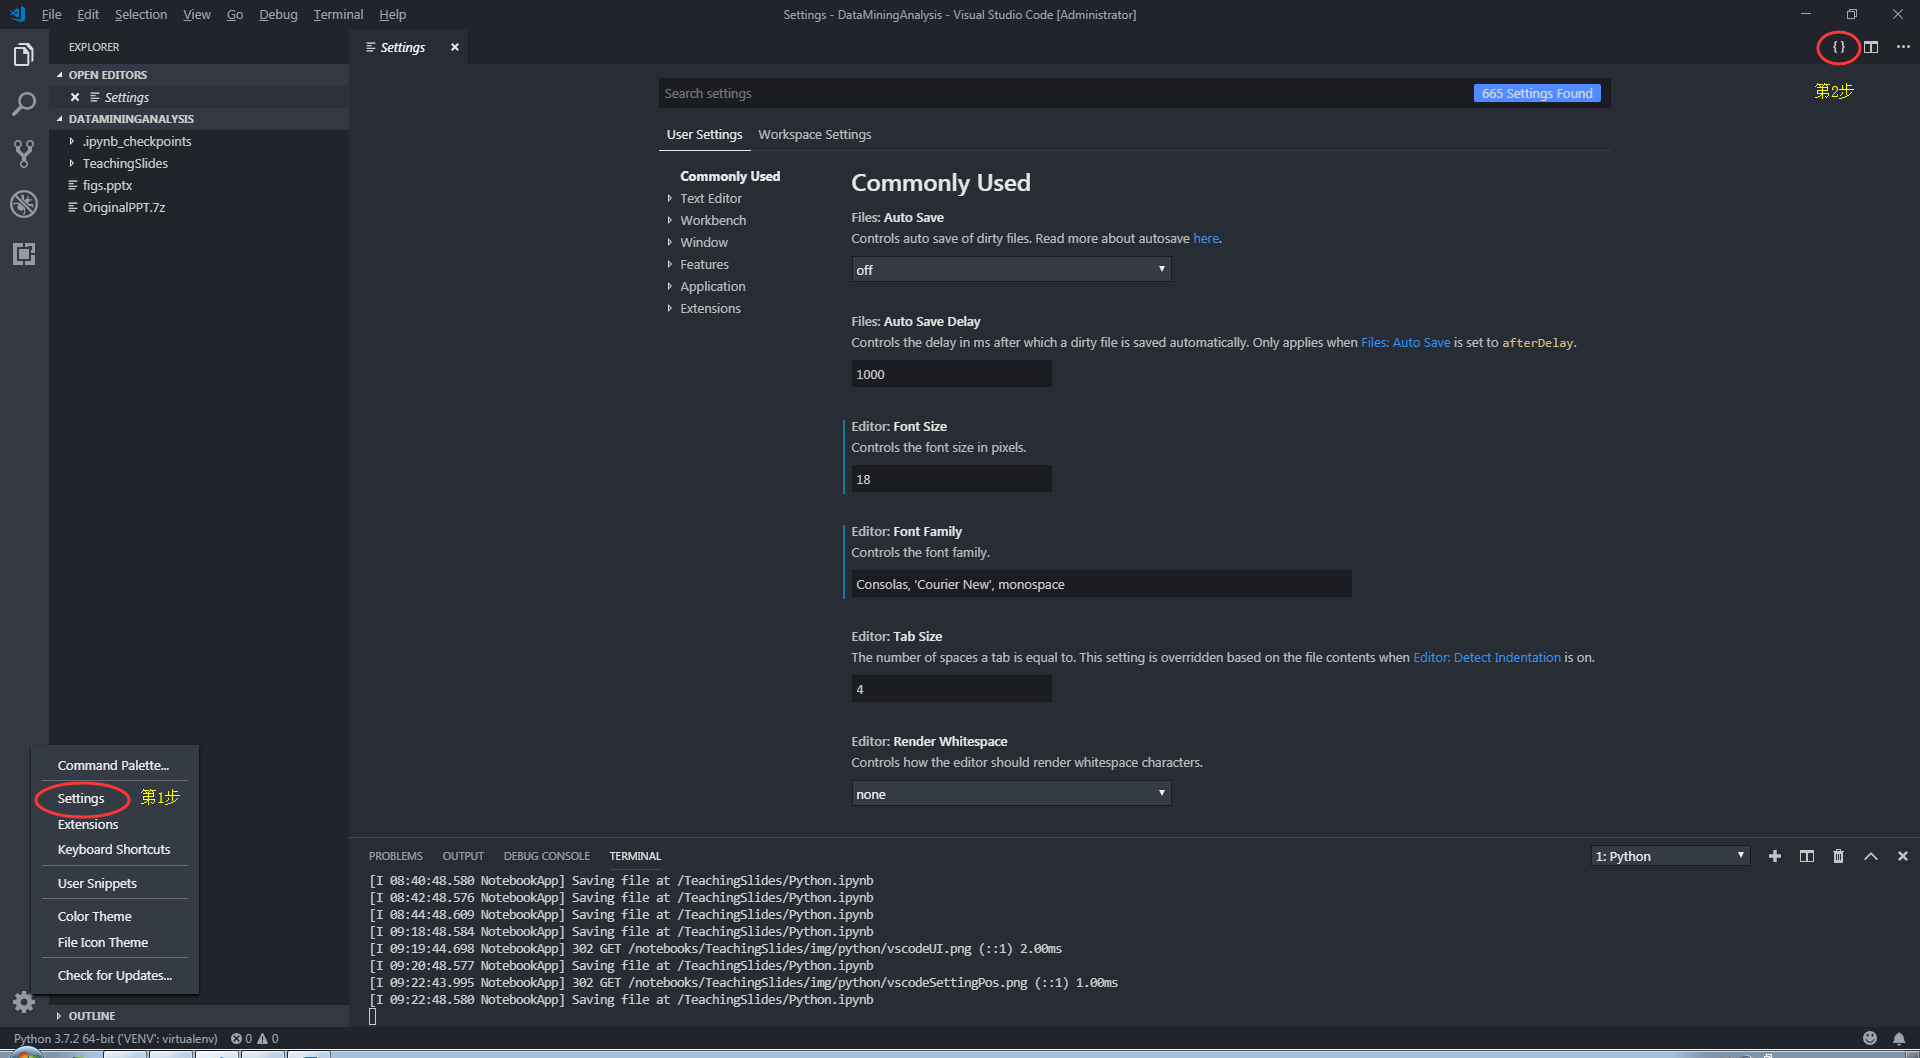 File Edit Selection View Go Debug Terminal Help
Settings - DataMiningAnalysis - Visual Studio Code [Administrator]
EXPLORER
OPEN EDITORS
Settings
DATAMININGANALYSIS
.ipynb_checkpoints
TeachingSlides
figs.pptx
OriginalPPT.7z
Settings
{ }
第2步
Search settings
665 Settings Found
User Settings Workspace Settings
Commonly Used
Text Editor
Workbench
Window
Features
Application
Extensions
Commonly Used
Files: Auto Save
Controls auto save of dirty files. Read more about autosave here.
off
Files: Auto Save Delay
Controls the delay in ms after which a dirty file is saved automatically. Only applies when Files: Auto Save is set to afterDelay.
1000
Editor: Font Size
Controls the font size in pixels.
18
Editor: Font Family
Controls the font family.
Consolas, 'Courier New', monospace
Editor: Tab Size
The number of spaces a tab is equal to. This setting is overridden based on the file contents when Editor: Detect Indentation is on.
4
Editor: Render Whitespace
Controls how the editor should render whitespace characters.
none
Command Palette...
Settings 第1步
Extensions
Keyboard Shortcuts
User Snippets
Color Theme
File Icon Theme
Check for Updates...
OUTLINE
PROBLEMS OUTPUT DEBUG CONSOLE TERMINAL
1: Python
[I 08:40:48.580 NotebookApp] Saving file at /TeachingSlides/Python.ipynb
[I 08:42:48.576 NotebookApp] Saving file at /TeachingSlides/Python.ipynb
[I 08:44:48.609 NotebookApp] Saving file at /TeachingSlides/Python.ipynb
[I 09:18:48.584 NotebookApp] Saving file at /TeachingSlides/Python.ipynb
[I 09:19:44.698 NotebookApp] 302 GET /notebooks/TeachingSlides/img/python/vscodeUI.png (::1) 2.00ms
[I 09:20:48.577 NotebookApp] Saving file at /TeachingSlides/Python.ipynb
[I 09:22:43.995 NotebookApp] 302 GET /notebooks/TeachingSlides/img/python/vscodeSettingPos.png (::1) 1.00ms
[I 09:22:48.580 NotebookApp] Saving file at /TeachingSlides/Python.ipynb
Python 3.7.2 64-bit ('VENV': virtualenv) 0 0